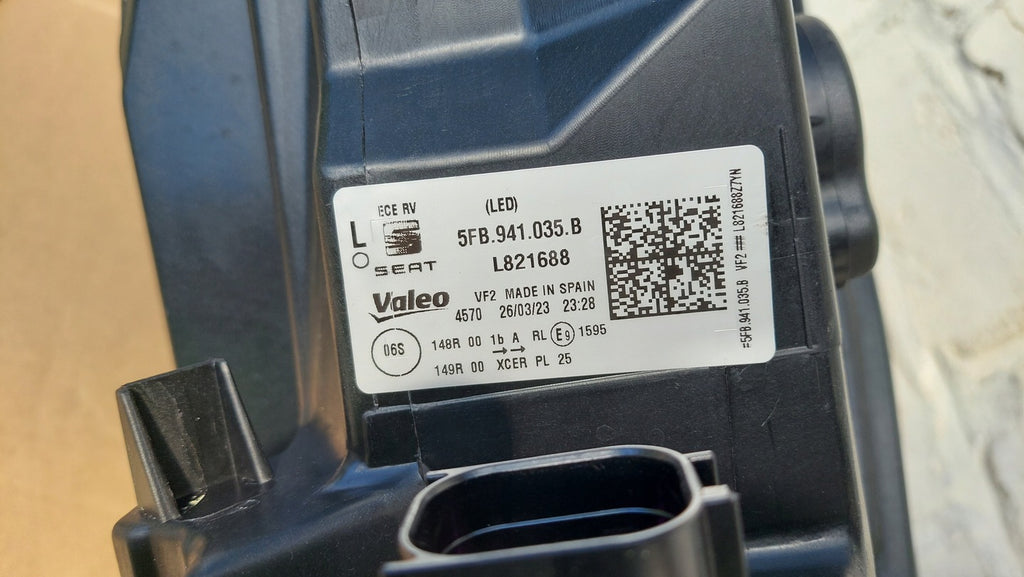 ECE RV
(LED)
L
SEAT
5FB.941.035.B
L821688
Valeo
VF2 MADE IN SPAIN
4570 26/03/23 23:28
06S
148R 00 1b A RL E9 1595
→→
149R 00 XCER PL 25
=5FB.941.035.B VF2 ### L821688Z7YN